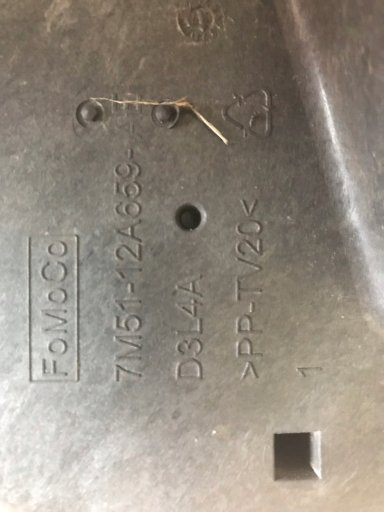 FoMoCo
7M51-12A659-
D3L4A
>PP-TV20<
1